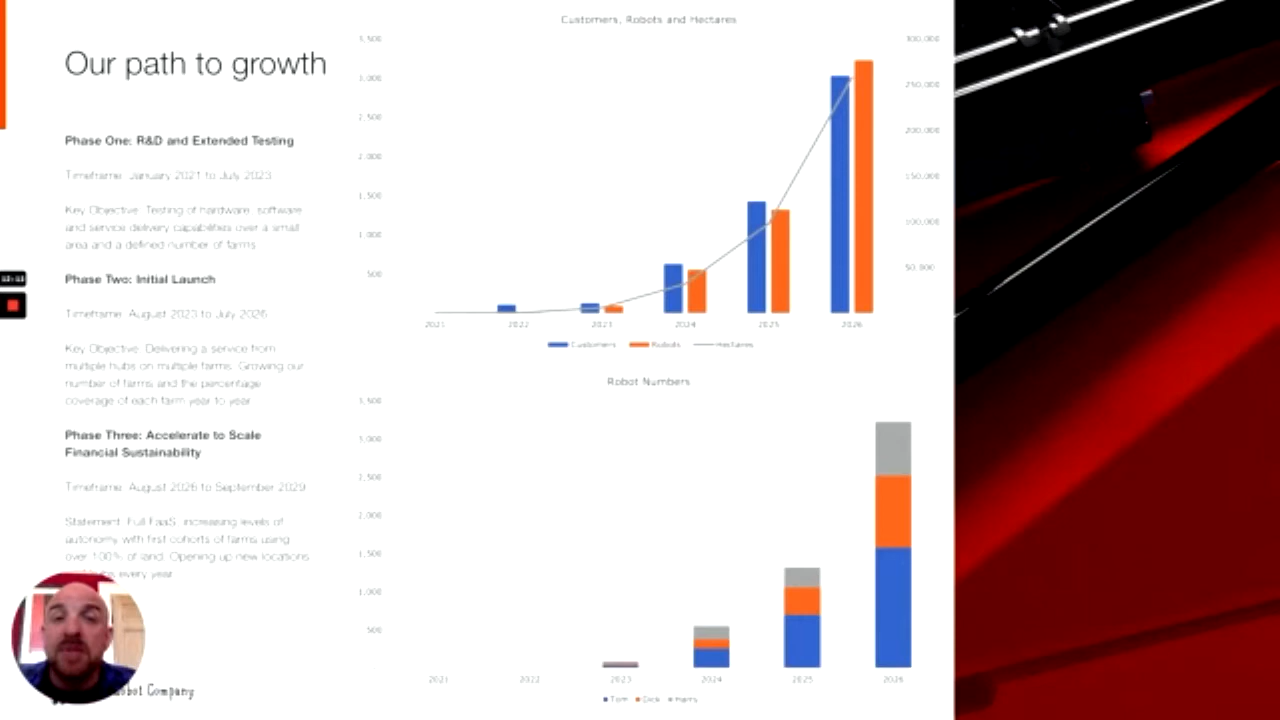 Our path to growth
Phase One: R&D and Extended Testing
Timeframe: January 2021 to July 2023
Key Objective: Testing of hardware, software
and service delivery capabilities over a small
area and a defined number of farms
Phase Two: Initial Launch
Timeframe: August 2023 to July 2026
Key Objective: Delivering a service from
multiple hubs on multiple farms. Growing our
number of farms and the percentage
coverage of each farm year to year
Phase Three: Accelerate to Scale
Financial Sustainability
Timeframe: August 2026 to September 2029
Statement: Full FaaS, increasing levels of
autonomy with first cohorts of farms using
over 100% of land. Opening up new locations
every year
Robot Company
Customers, Robots and Hectares
3,500
3,000
2,500
2,000
1,500
1,000
500
300,000
250,000
200,000
150,000
100,000
50,000
2021 2022 2023 2024 2025 2026
Customers Robots Hectares
Robot Numbers
3,500
3,000
2,500
2,000
1,500
1,000
500
2021 2022 2023 2024 2025 2026
Tom Dick Harry